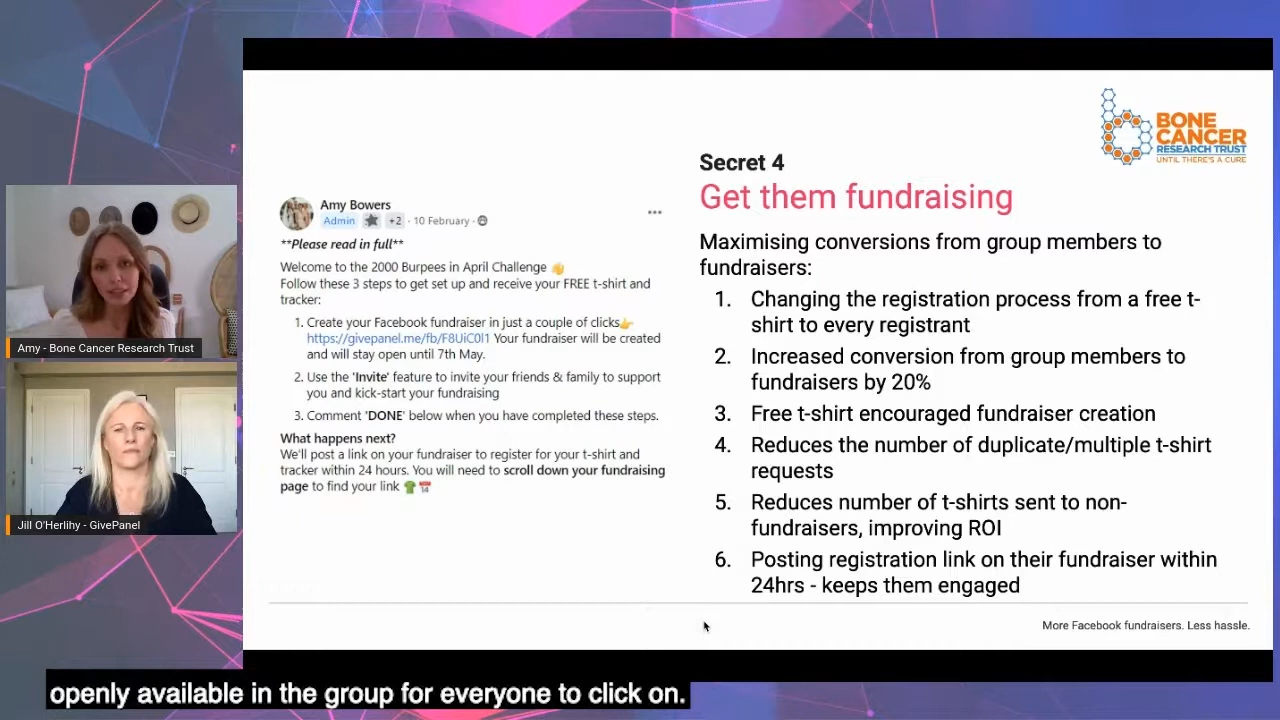 BONE
CANCER
RESEARCH TRUST
UNTIL THERE'S A CURE
Secret 4
Get them fundraising
Maximising conversions from group members to
fundraisers:
1. Changing the registration process from a free t-
shirt to every registrant
2. Increased conversion from group members to
fundraisers by 20%
3. Free t-shirt encouraged fundraiser creation
4. Reduces the number of duplicate/multiple t-shirt
requests
5. Reduces number of t-shirts sent to non-
fundraisers, improving ROI
6. Posting registration link on their fundraiser within
24hrs - keeps them engaged
Amy Bowers
Admin +2 · 10 February ·
**Please read in full**
Welcome to the 2000 Burpees in April Challenge 👋
Follow these 3 steps to get set up and receive your FREE t-shirt and
tracker:
1. Create your Facebook fundraiser in just a couple of clicks👉
https://givepanel.me/fb/F8UiC0l1 Your fundraiser will be created
and will stay open until 7th May.
2. Use the 'Invite' feature to invite your friends & family to support
you and kick-start your fundraising
3. Comment 'DONE' below when you have completed these steps.
What happens next?
We'll post a link on your fundraiser to register for your t-shirt and
tracker within 24 hours. You will need to scroll down your fundraising
page to find your link 👕📅
Amy - Bone Cancer Research Trust
Jill O'Herlihy - GivePanel
More Facebook fundraisers. Less hassle.
openly available in the group for everyone to click on.